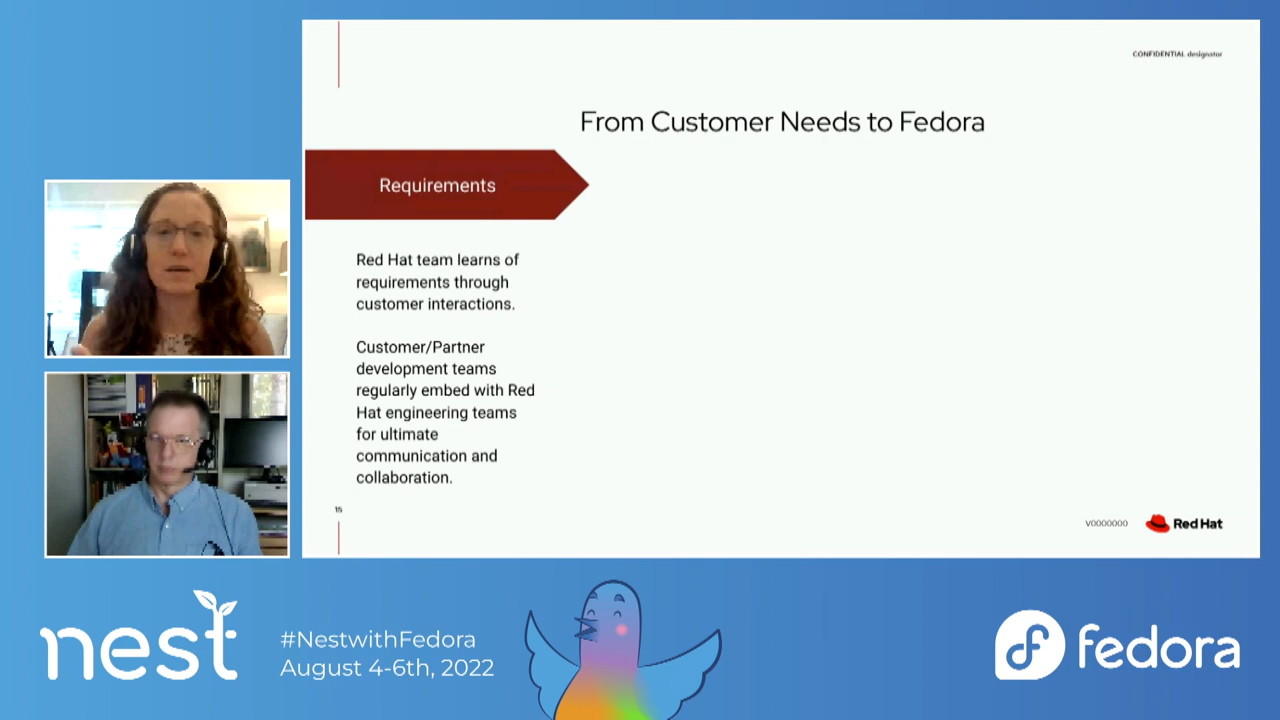 CONFIDENTIAL designator
From Customer Needs to Fedora
Requirements
Red Hat team learns of
requirements through
customer interactions.
Customer/Partner
development teams
regularly embed with Red
Hat engineering teams
for ultimate
communication and
collaboration.
15
V0000000
Red Hat
nest
#NestwithFedora
August 4-6th, 2022
fedora